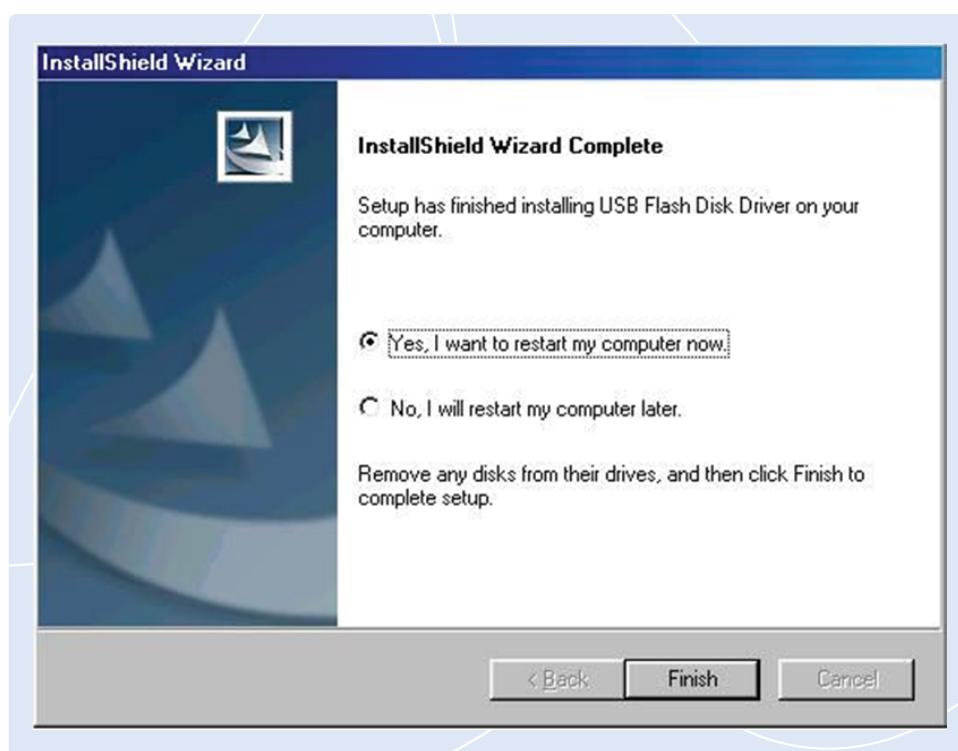 InstallShield Wizard
InstallShield Wizard Complete
Setup has finished installing USB Flash Disk Driver on your
computer.
Yes, I want to restart my computer now.
No, I will restart my computer later.
Remove any disks from their drives, and then click Finish to
complete setup.
< Back Finish Cancel